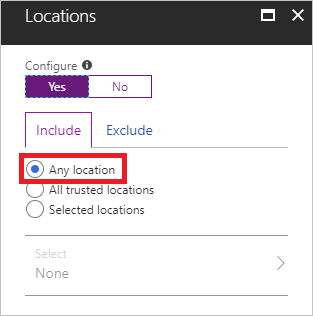 Locations
Configure
Yes No
Include Exclude
Any location
All trusted locations
Selected locations
Select
None